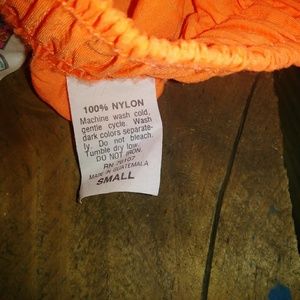 100% NYLON
Machine wash cold,
gentle cycle. Wash
dark colors separate-
ly. Do not bleach.
Tumble dry low.
DO NOT IRON.
MADE IN GUATEMALA
SMALL